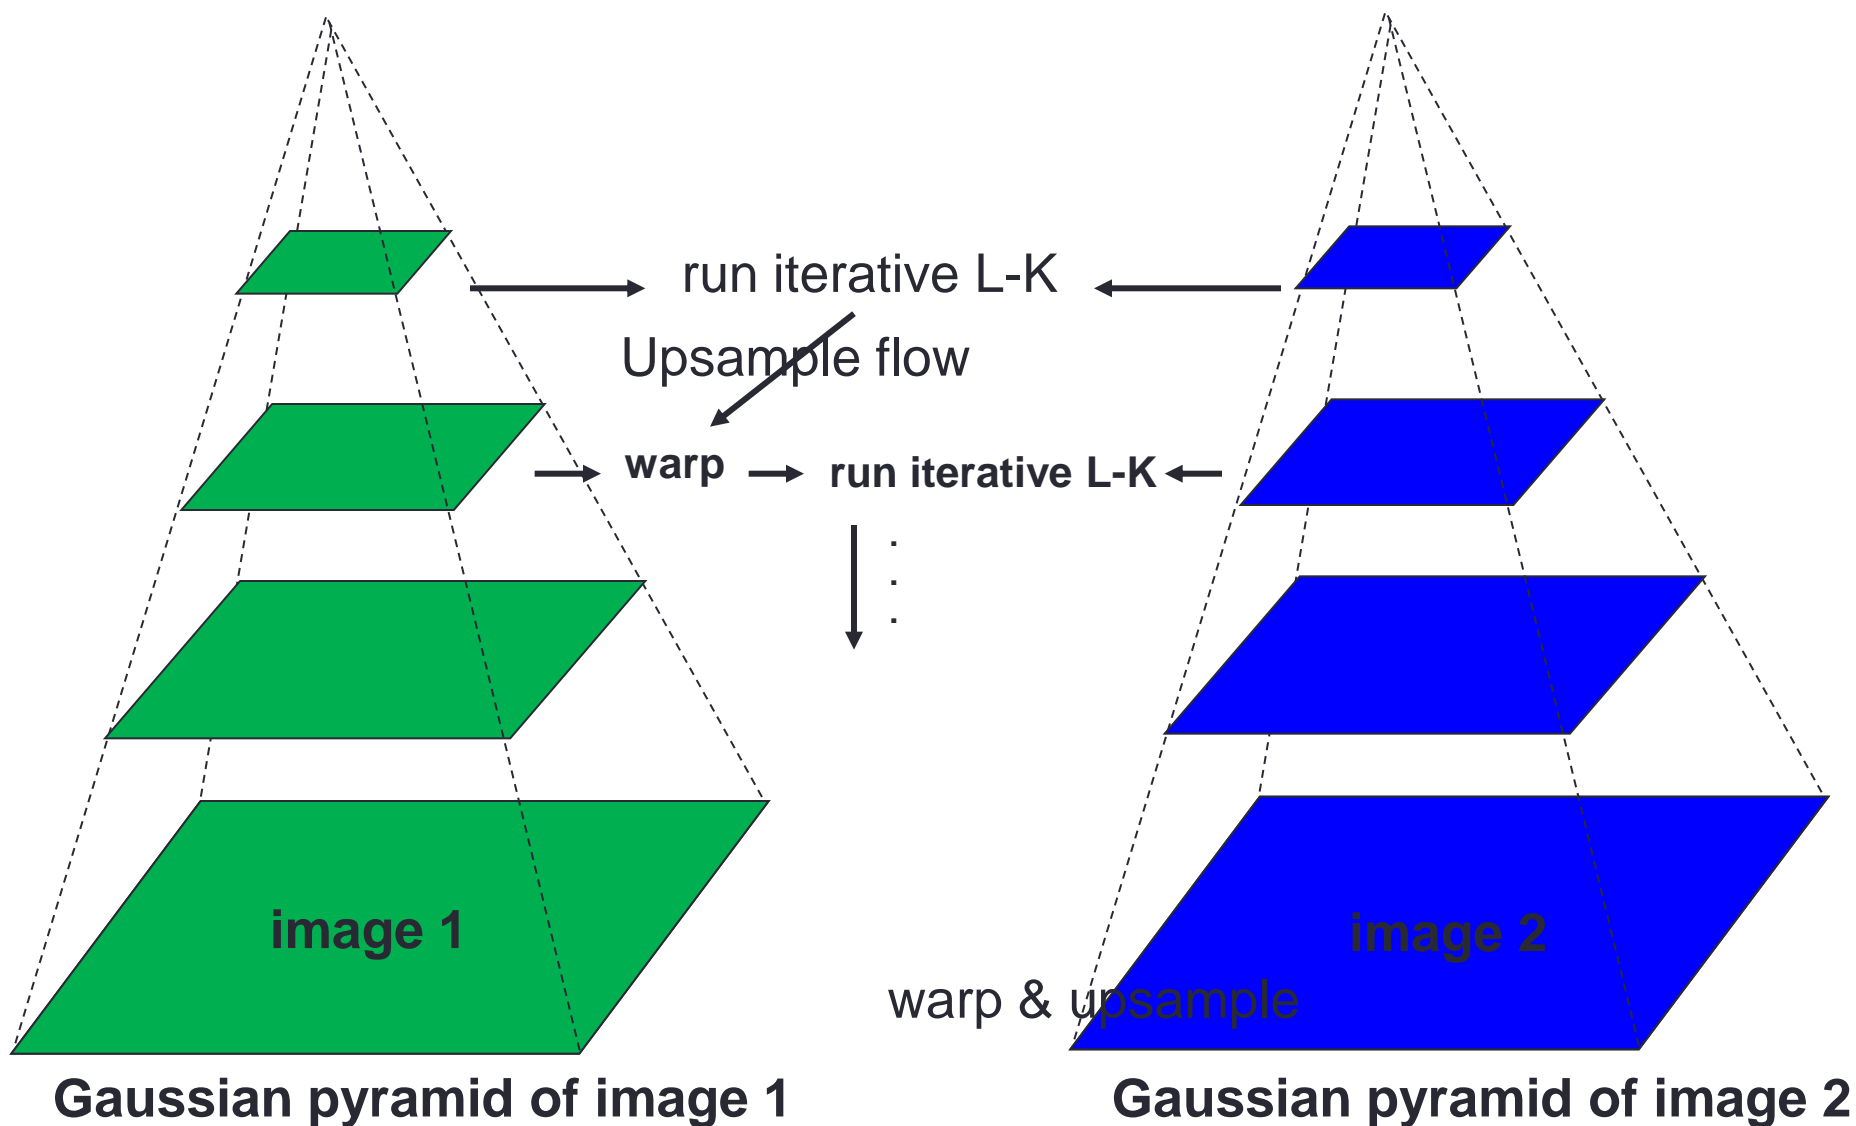 run iterative L-K
Upsample flow
warp
run iterative L-K
.
.
.
image 1
image 2
warp & upsample
Gaussian pyramid of image 1
Gaussian pyramid of image 2